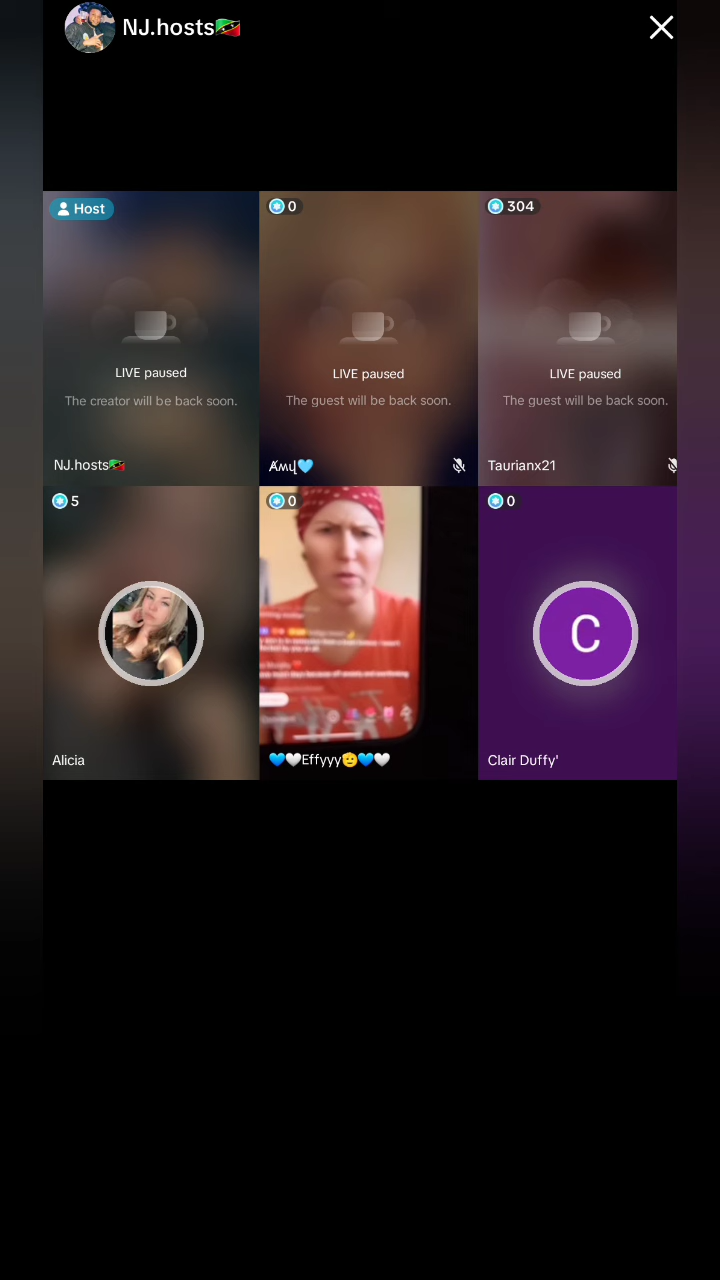 NJ.hosts🇰🇳
Host
0
304
LIVE paused
The creator will be back soon.
LIVE paused
The guest will be back soon.
LIVE paused
The guest will be back soon.
NJ.hosts🇰🇳
Ⱥʍվ🩵
Taurianx21
5
0
0
C
Alicia
💙🤍Effyyy🫡💙🤍
Clair Duffy'